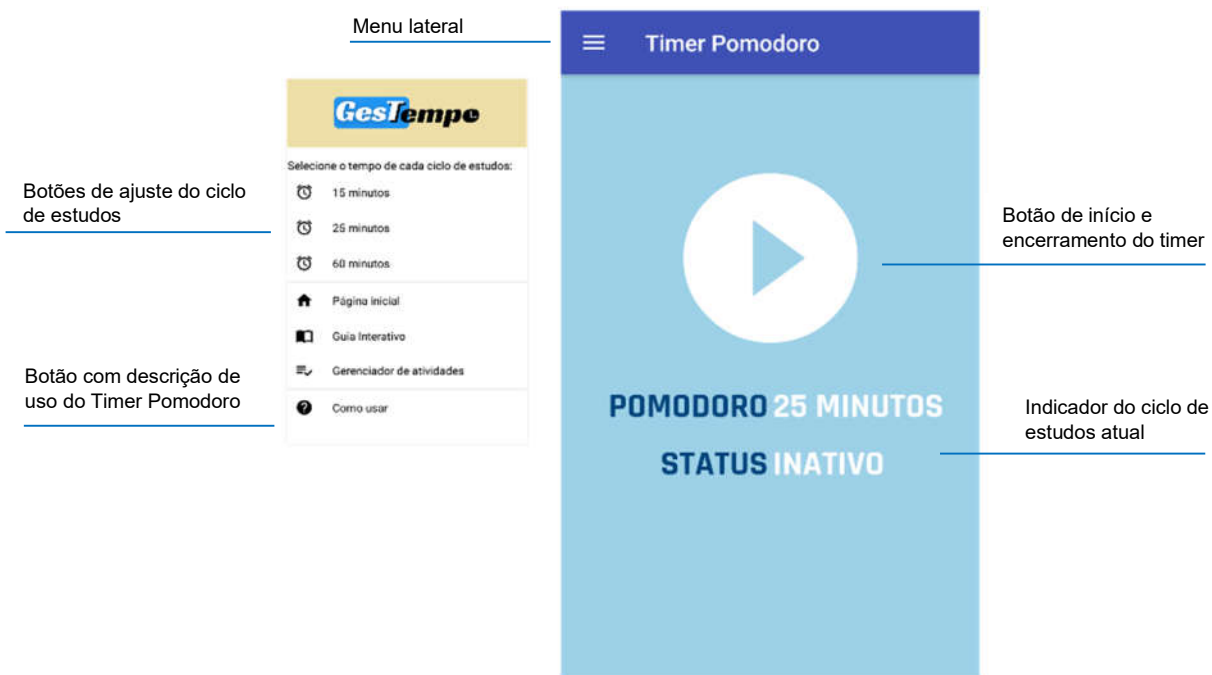 Menu lateral
Timer Pomodoro
GesTempo
Selecione o tempo de cada ciclo de estudos:
15 minutos
25 minutos
60 minutos
Página inicial
Guia Interativo
Gerenciador de atividades
Como usar
Botões de ajuste do ciclo
de estudos
Botão com descrição de
uso do Timer Pomodoro
Botão de início e
encerramento do timer
POMODORO 25 MINUTOS
STATUS INATIVO
Indicador do ciclo de
estudos atual